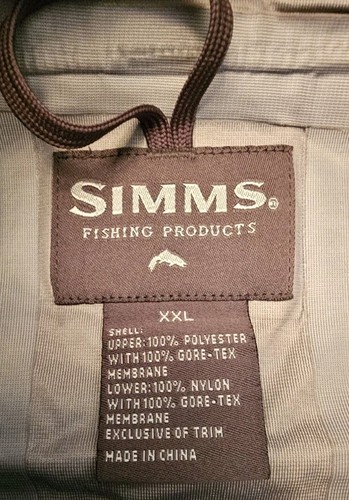 SIMMS®
FISHING PRODUCTS
XXL
SHELL:
UPPER:100% POLYESTER
WITH 100% GORE-TEX
MEMBRANE
LOWER:100% NYLON
WITH 100% GORE-TEX
MEMBRANE
EXCLUSIVE OF TRIM
MADE IN CHINA